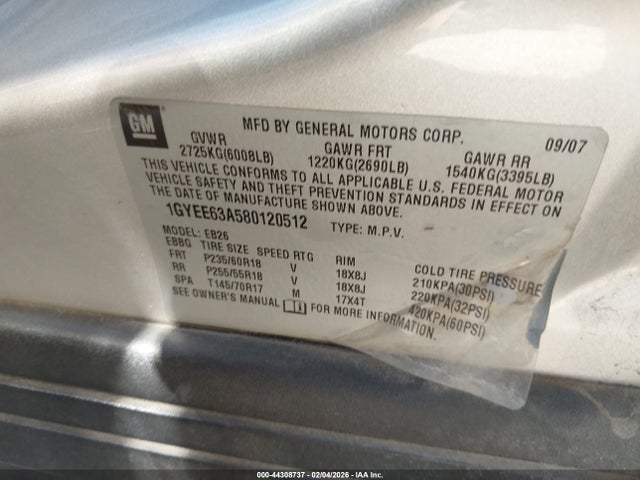 GM
MFD BY GENERAL MOTORS CORP. 09/07
GVWR GAWR FRT GAWR RR
2725KG(6008LB) 1220KG(2690LB) 1540KG(3395LB)
THIS VEHICLE CONFORMS TO ALL APPLICABLE U.S. FEDERAL MOTOR
VEHICLE SAFETY AND THEFT PREVENTION STANDARDS IN EFFECT ON
THE DATE OF MANUFACTURE SHOWN ABOVE.
1GYEE63A580120512 TYPE: M.P.V.
MODEL: EB26
EBBG TIRE SIZE SPEED RTG RIM COLD TIRE PRESSURE
FRT P235/60R18 V 18X8J 210KPA(30PSI)
RR P255/55R18 V 18X8J 220KPA(32PSI)
SPA T145/70R17 M 17X4T 420KPA(60PSI)
SEE OWNER'S MANUAL i FOR MORE INFORMATION.
000-44308737 - 02/04/2026 - IAA Inc.